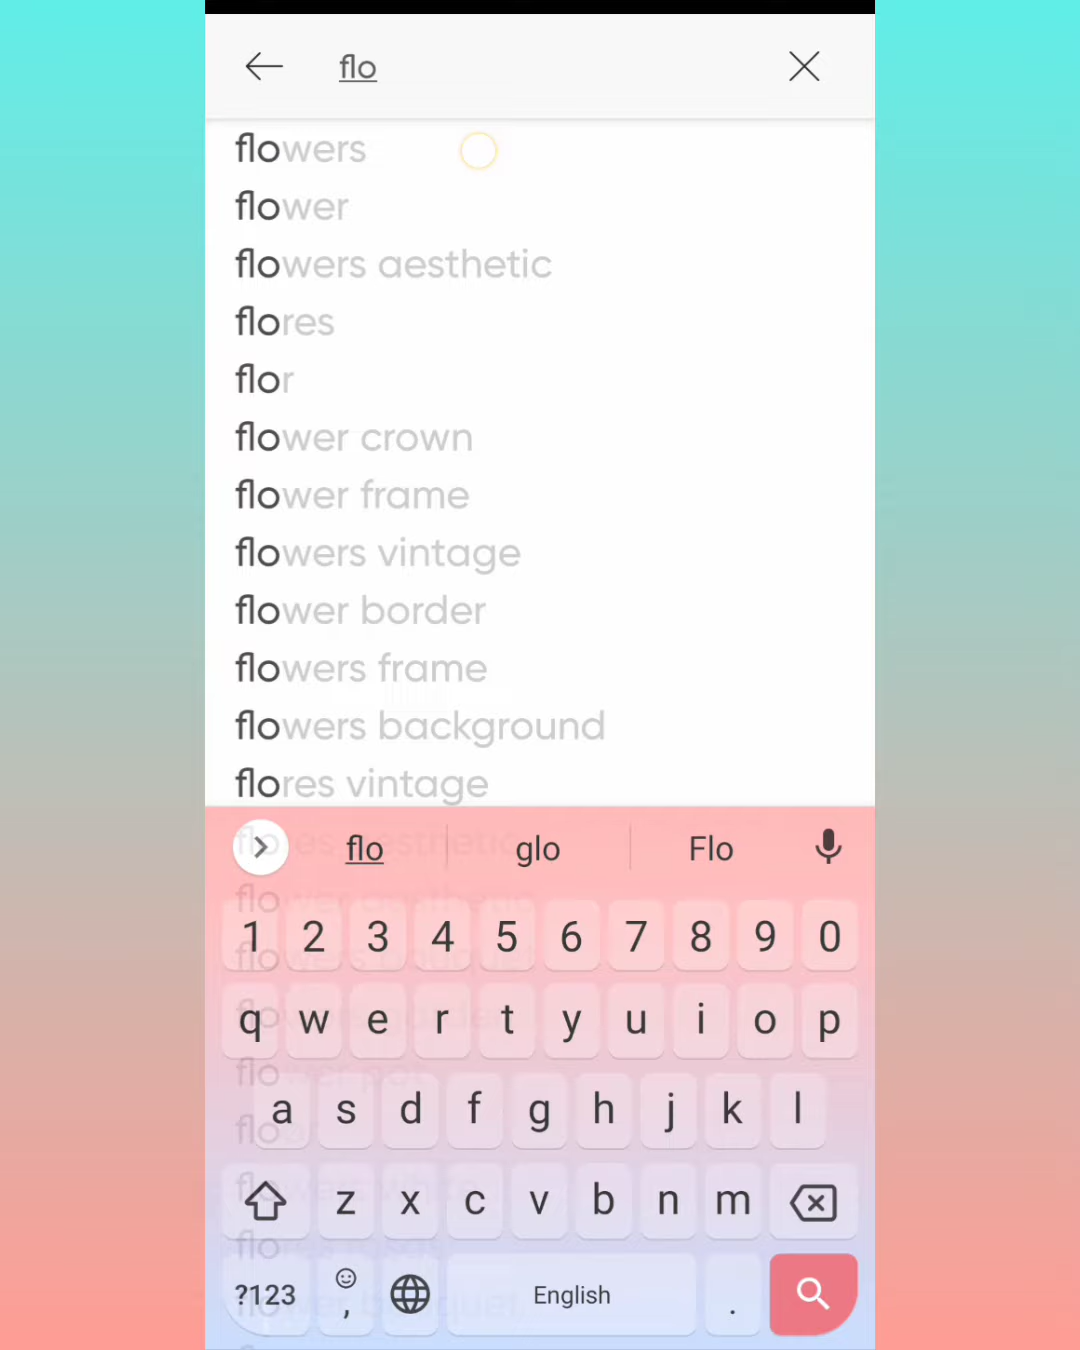 flo
flowers
flower
flowers aesthetic
flores
flor
flower crown
flower frame
flowers vintage
flower border
flowers frame
flowers background
flores vintage
flo glo Flo
1 2 3 4 5 6 7 8 9 0
q w e r t y u i o p
a s d f g h j k l
z x c v b n m
?123 , English .